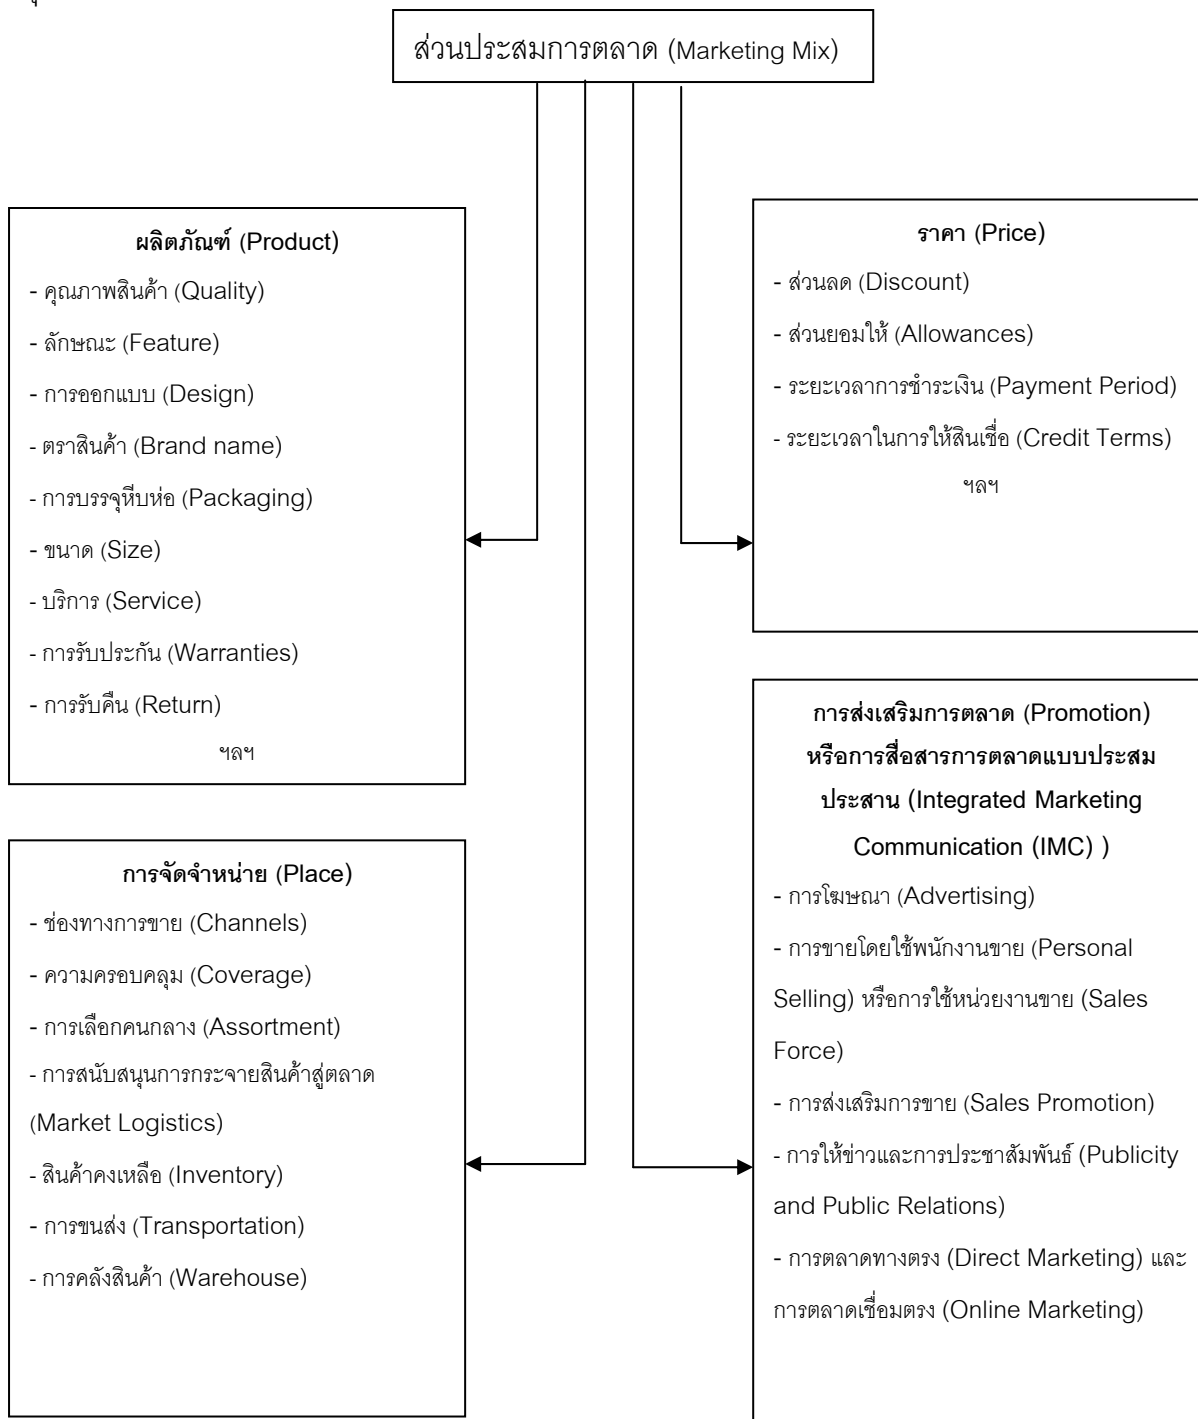 ส่วนประสมการตลาด (Marketing Mix)
ผลิตภัณฑ์ (Product)
- คุณภาพสินค้า (Quality)
- ลักษณะ (Feature)
- การออกแบบ (Design)
- ตราสินค้า (Brand name)
- การบรรจุหีบห่อ (Packaging)
- ขนาด (Size)
- บริการ (Service)
- การรับประกัน (Warranties)
- การรับคืน (Return)
ฯลฯ
ราคา (Price)
- ส่วนลด (Discount)
- ส่วนยอมให้ (Allowances)
- ระยะเวลาการชำระเงิน (Payment Period)
- ระยะเวลาในการให้สินเชื่อ (Credit Terms)
ฯลฯ
การจัดจำหน่าย (Place)
- ช่องทางการขาย (Channels)
- ความครอบคลุม (Coverage)
- การเลือกคนกลาง (Assortment)
- การสนับสนุนการกระจายสินค้าสู่ตลาด
(Market Logistics)
- สินค้าคงเหลือ (Inventory)
- การขนส่ง (Transportation)
- การคลังสินค้า (Warehouse)
การส่งเสริมการตลาด (Promotion)
หรือการสื่อสารการตลาดแบบประสม
ประสาน (Integrated Marketing
Communication (IMC) )
- การโฆษณา (Advertising)
- การขายโดยใช้พนักงานขาย (Personal
Selling) หรือการใช้หน่วยงานขาย (Sales
Force)
- การส่งเสริมการขาย (Sales Promotion)
- การให้ข่าวและการประชาสัมพันธ์ (Publicity
and Public Relations)
- การตลาดทางตรง (Direct Marketing) และ
การตลาดเชื่อมตรง (Online Marketing)